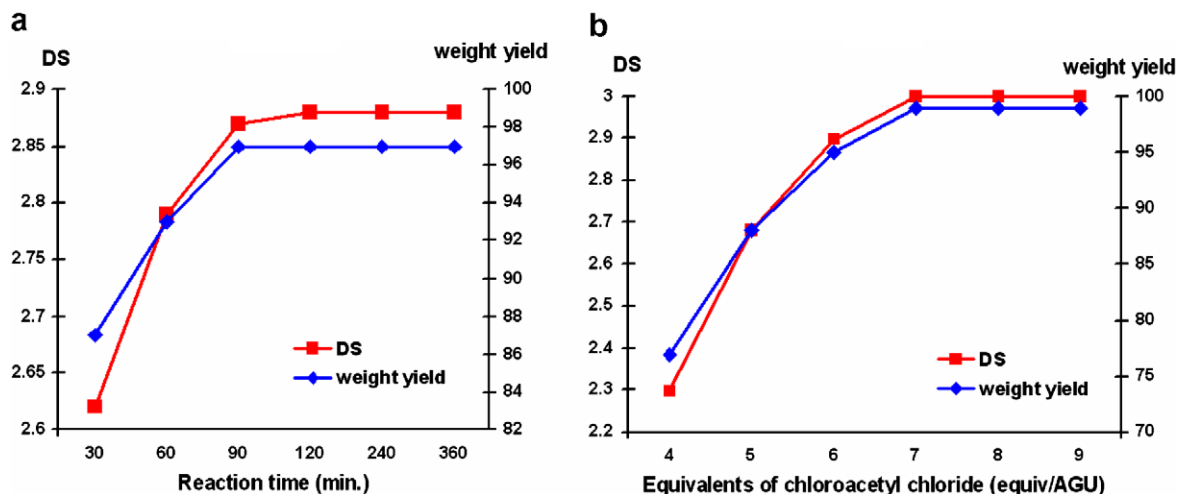 a
DS
weight yield
2.9
2.85
2.8
2.75
2.7
2.65
2.6
100
98
96
94
92
90
88
86
84
82
DS
weight yield
30 60 90 120 240 360
Reaction time (min.)
b
DS
weight yield
3
2.9
2.8
2.7
2.6
2.5
2.4
2.3
2.2
100
95
90
85
80
75
70
DS
weight yield
4 5 6 7 8 9
Equivalents of chloroacetyl chloride (equiv/AGU)